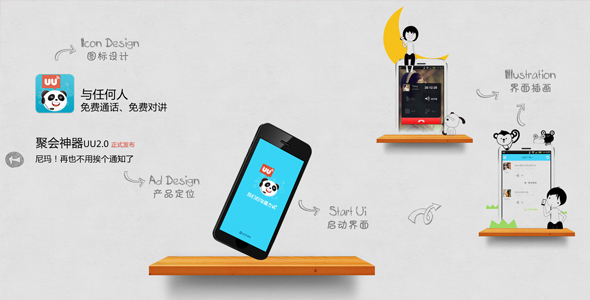 Icon Design
图标设计
UU
与任何人
免费通话、免费对讲
聚会神器UU2.0 正式发布
尼玛！再也不用挨个通知了
Ad Design
产品定位
UU
Start Ui
启动界面
Illustration
界面插画